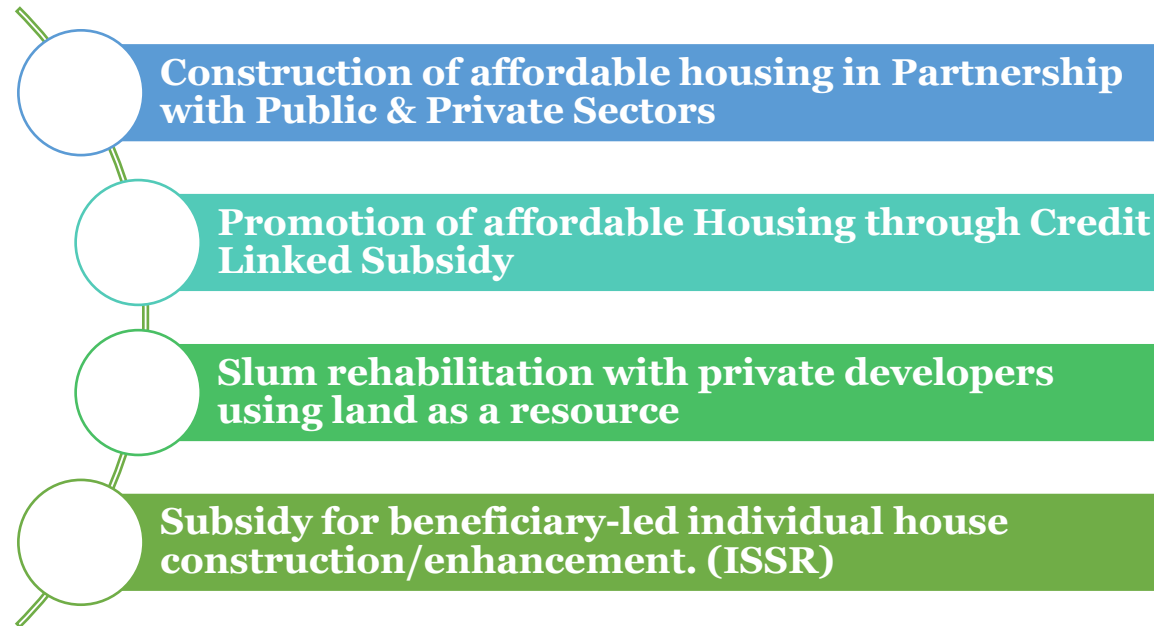 Construction of affordable housing in Partnership
with Public & Private Sectors
Promotion of affordable Housing through Credit
Linked Subsidy
Slum rehabilitation with private developers
using land as a resource
Subsidy for beneficiary-led individual house
construction/enhancement. (ISSR)